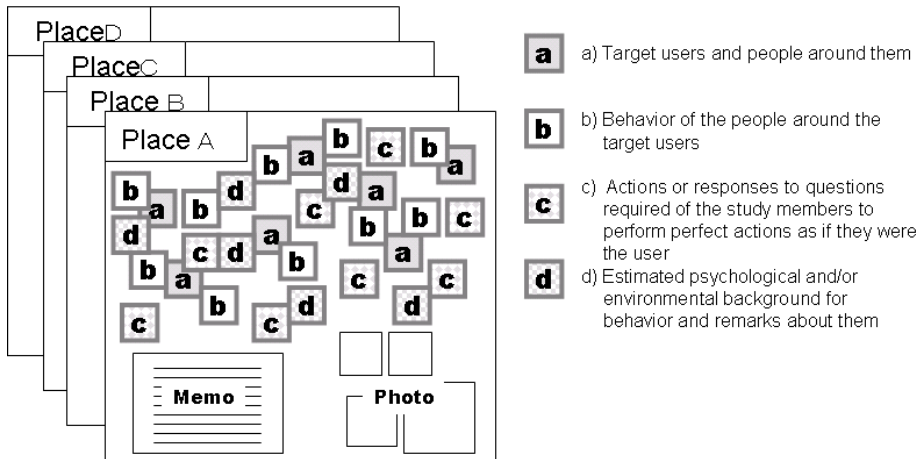 PlaceD
PlaceC
Place B
Place A
b
a
b
c
b
a
b
a
d
b
d
a
b
c
a
b
b
c
d
c
d
a
b
a
b
a
c
c
b
c
d
d
c
c
Memo
Photo
a
a) Target users and people around them
b
b) Behavior of the people around the
target users
c
c) Actions or responses to questions
required of the study members to
perform perfect actions as if they were
the user
d
d) Estimated psychological and/or
environmental background for
behavior and remarks about them